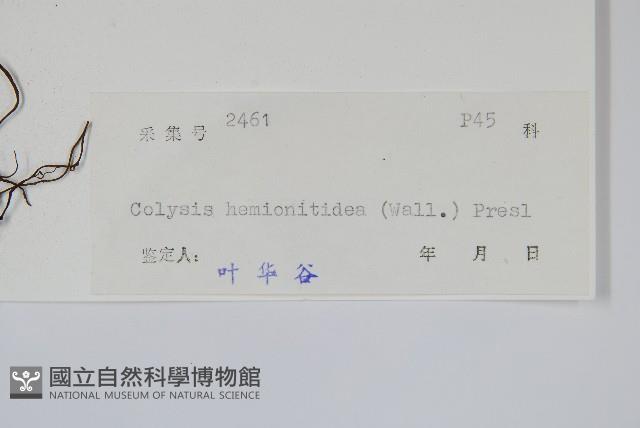 采集号 2461 P45 科
Colysis hemionitidea (Wall.) Presl
鉴定人: 叶华谷 年 月 日
國立自然科學博物館
NATIONAL MUSEUM OF NATURAL SCIENCE